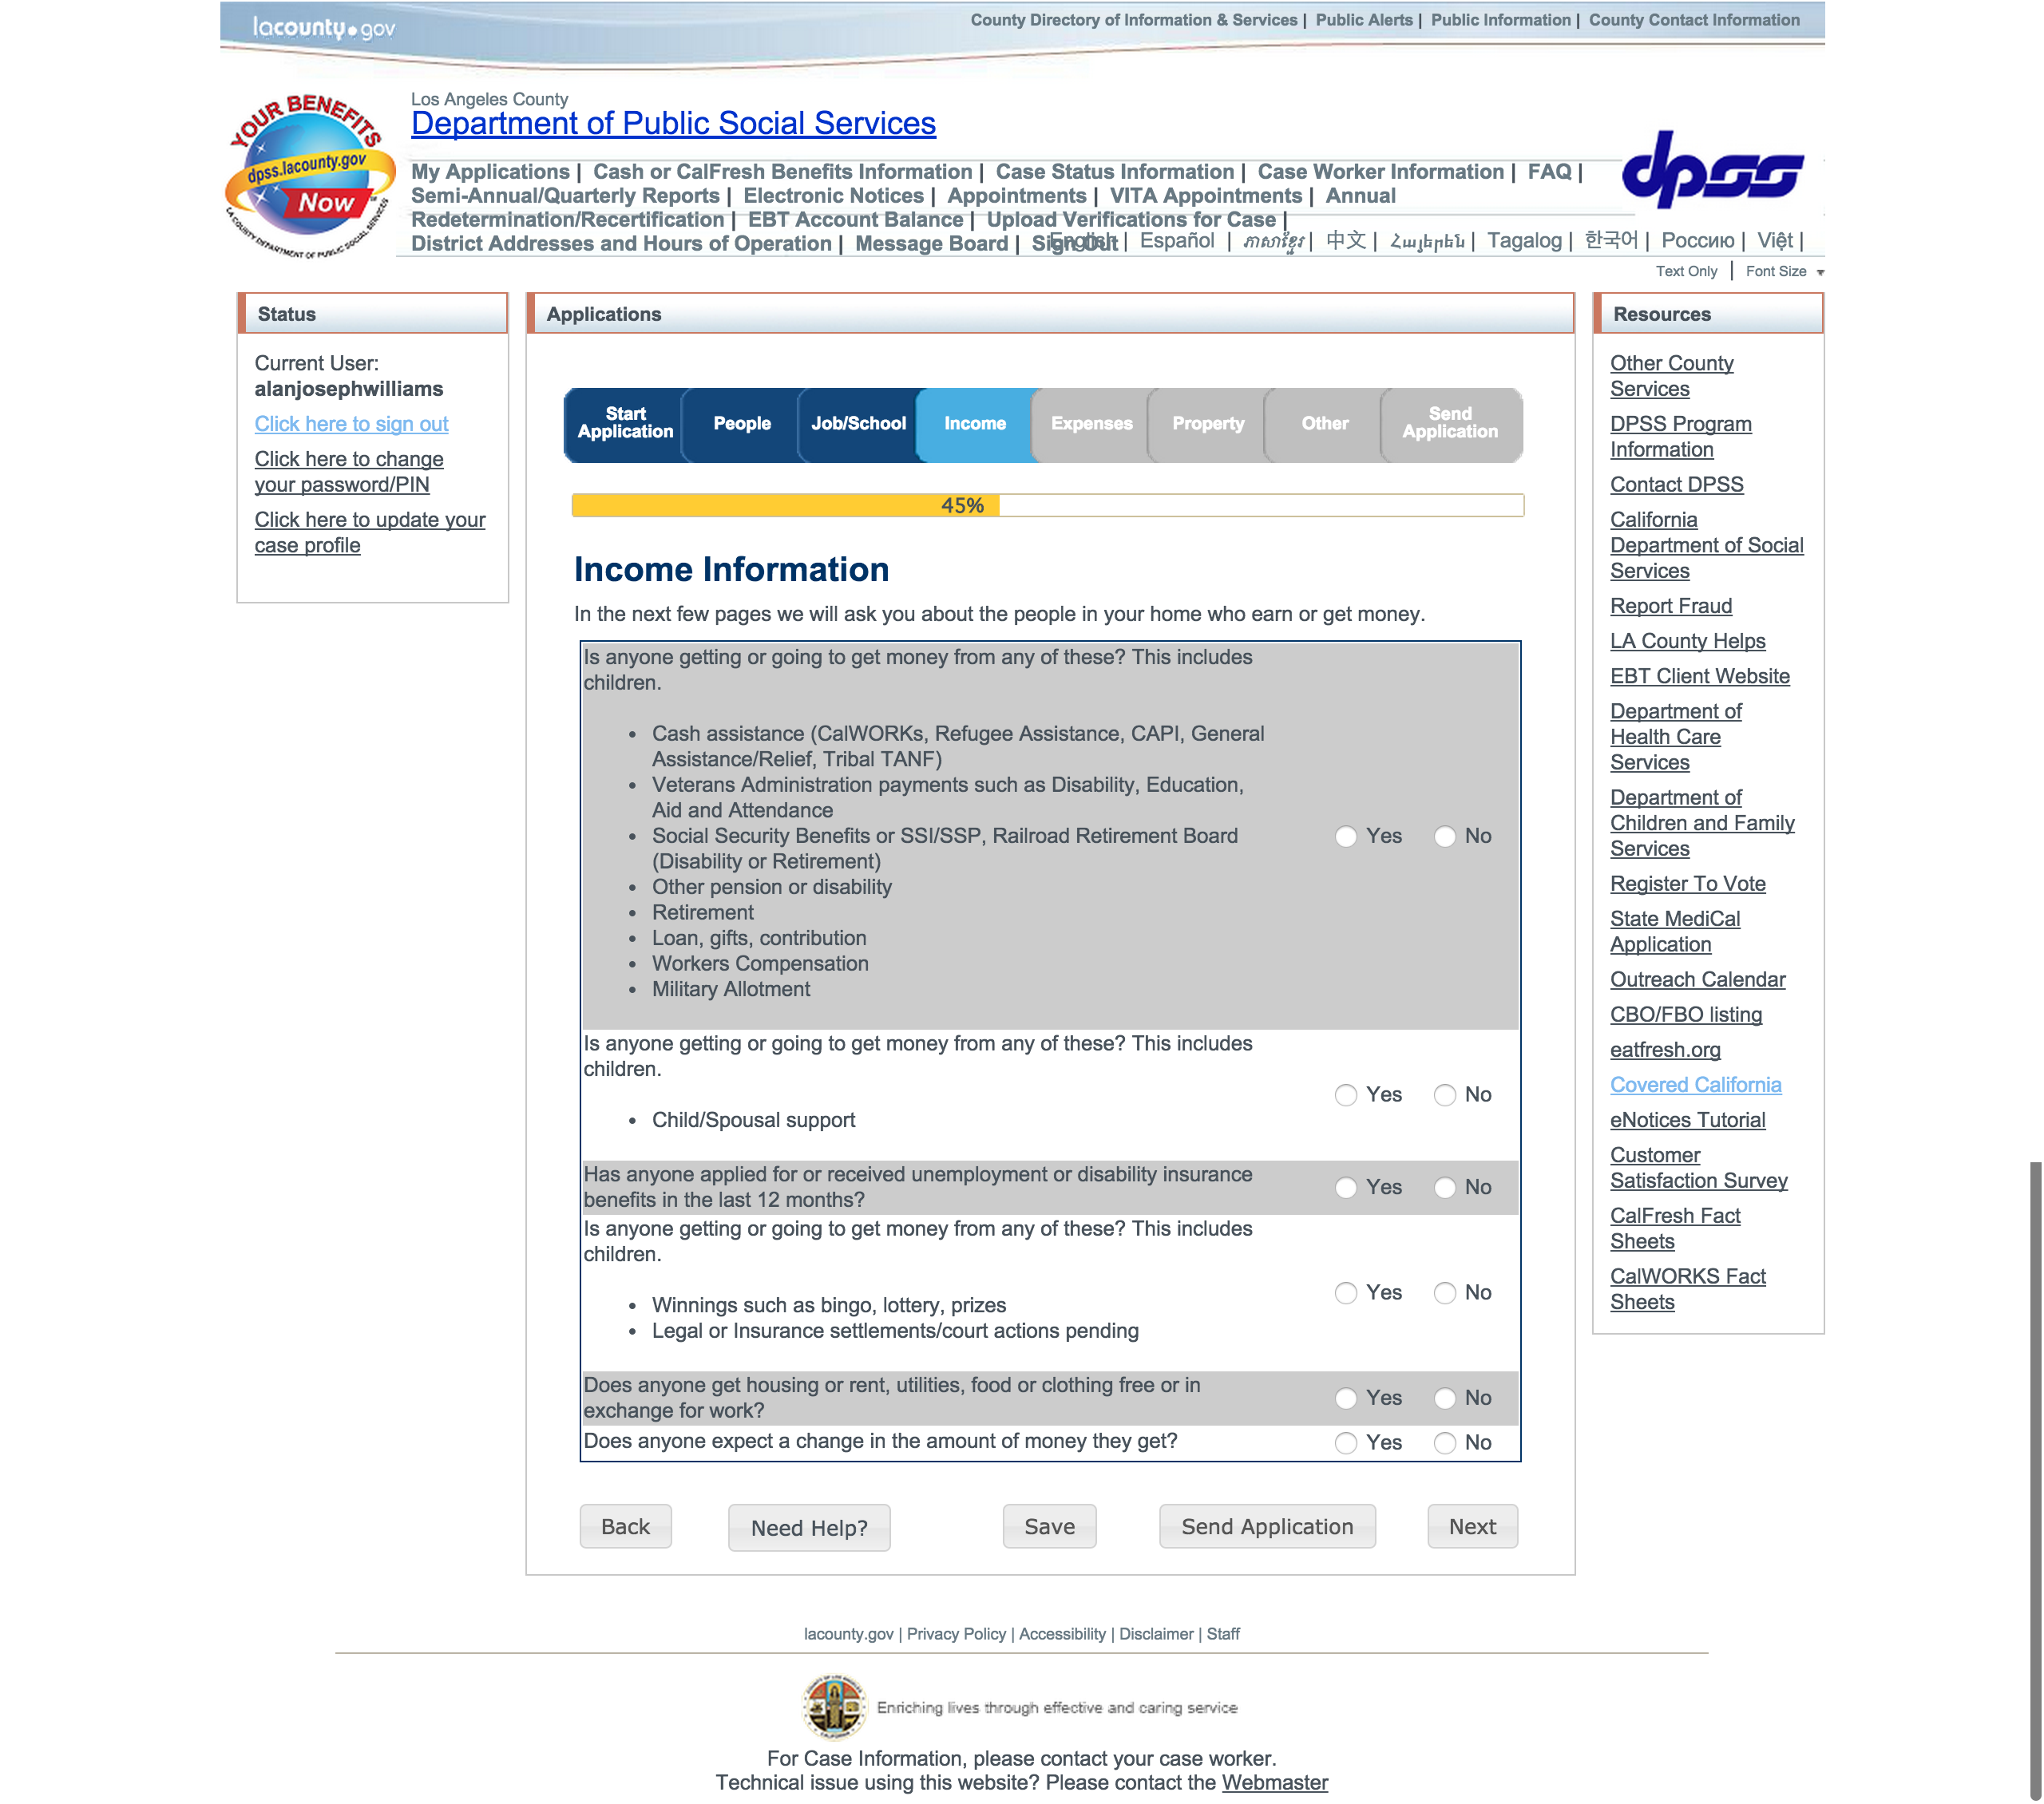 lacounty.gov
County Directory of Information & Services | Public Alerts | Public Information | County Contact Information
YOUR BENEFITS
dpss.lacounty.gov
Now
LA COUNTY DEPARTMENT OF PUBLIC SOCIAL SERVICES
Los Angeles County
Department of Public Social Services
dpss
My Applications | Cash or CalFresh Benefits Information | Case Status Information | Case Worker Information | FAQ |
Semi-Annual/Quarterly Reports | Electronic Notices | Appointments | VITA Appointments | Annual
Redetermination/Recertification | EBT Account Balance | Upload Verifications for Case |
District Addresses and Hours of Operation | Message Board | Sign Out
English | Español | ភាសាខ្មែរ | 中文 | Հայերեն | Tagalog | 한국어 | Россию | Việt |
Text Only | Font Size
Status
Current User:
alanjosephwilliams
Click here to sign out
Click here to change
your password/PIN
Click here to update your
case profile
Applications
Start
Application
People
Job/School
Income
Expenses
Property
Other
Send
Application
45%
Income Information
In the next few pages we will ask you about the people in your home who earn or get money.
Is anyone getting or going to get money from any of these? This includes
children.
• Cash assistance (CalWORKs, Refugee Assistance, CAPI, General
Assistance/Relief, Tribal TANF)
• Veterans Administration payments such as Disability, Education,
Aid and Attendance
• Social Security Benefits or SSI/SSP, Railroad Retirement Board
(Disability or Retirement)
• Other pension or disability
• Retirement
• Loan, gifts, contribution
• Workers Compensation
• Military Allotment
Yes No
Is anyone getting or going to get money from any of these? This includes
children.
• Child/Spousal support
Yes No
Has anyone applied for or received unemployment or disability insurance
benefits in the last 12 months?
Yes No
Is anyone getting or going to get money from any of these? This includes
children.
• Winnings such as bingo, lottery, prizes
• Legal or Insurance settlements/court actions pending
Yes No
Does anyone get housing or rent, utilities, food or clothing free or in
exchange for work?
Yes No
Does anyone expect a change in the amount of money they get?
Yes No
Back
Need Help?
Save
Send Application
Next
Resources
Other County
Services
DPSS Program
Information
Contact DPSS
California
Department of Social
Services
Report Fraud
LA County Helps
EBT Client Website
Department of
Health Care
Services
Department of
Children and Family
Services
Register To Vote
State MediCal
Application
Outreach Calendar
CBO/FBO listing
eatfresh.org
Covered California
eNotices Tutorial
Customer
Satisfaction Survey
CalFresh Fact
Sheets
CalWORKS Fact
Sheets
lacounty.gov | Privacy Policy | Accessibility | Disclaimer | Staff
Enriching lives through effective and caring service
For Case Information, please contact your case worker.
Technical issue using this website? Please contact the Webmaster